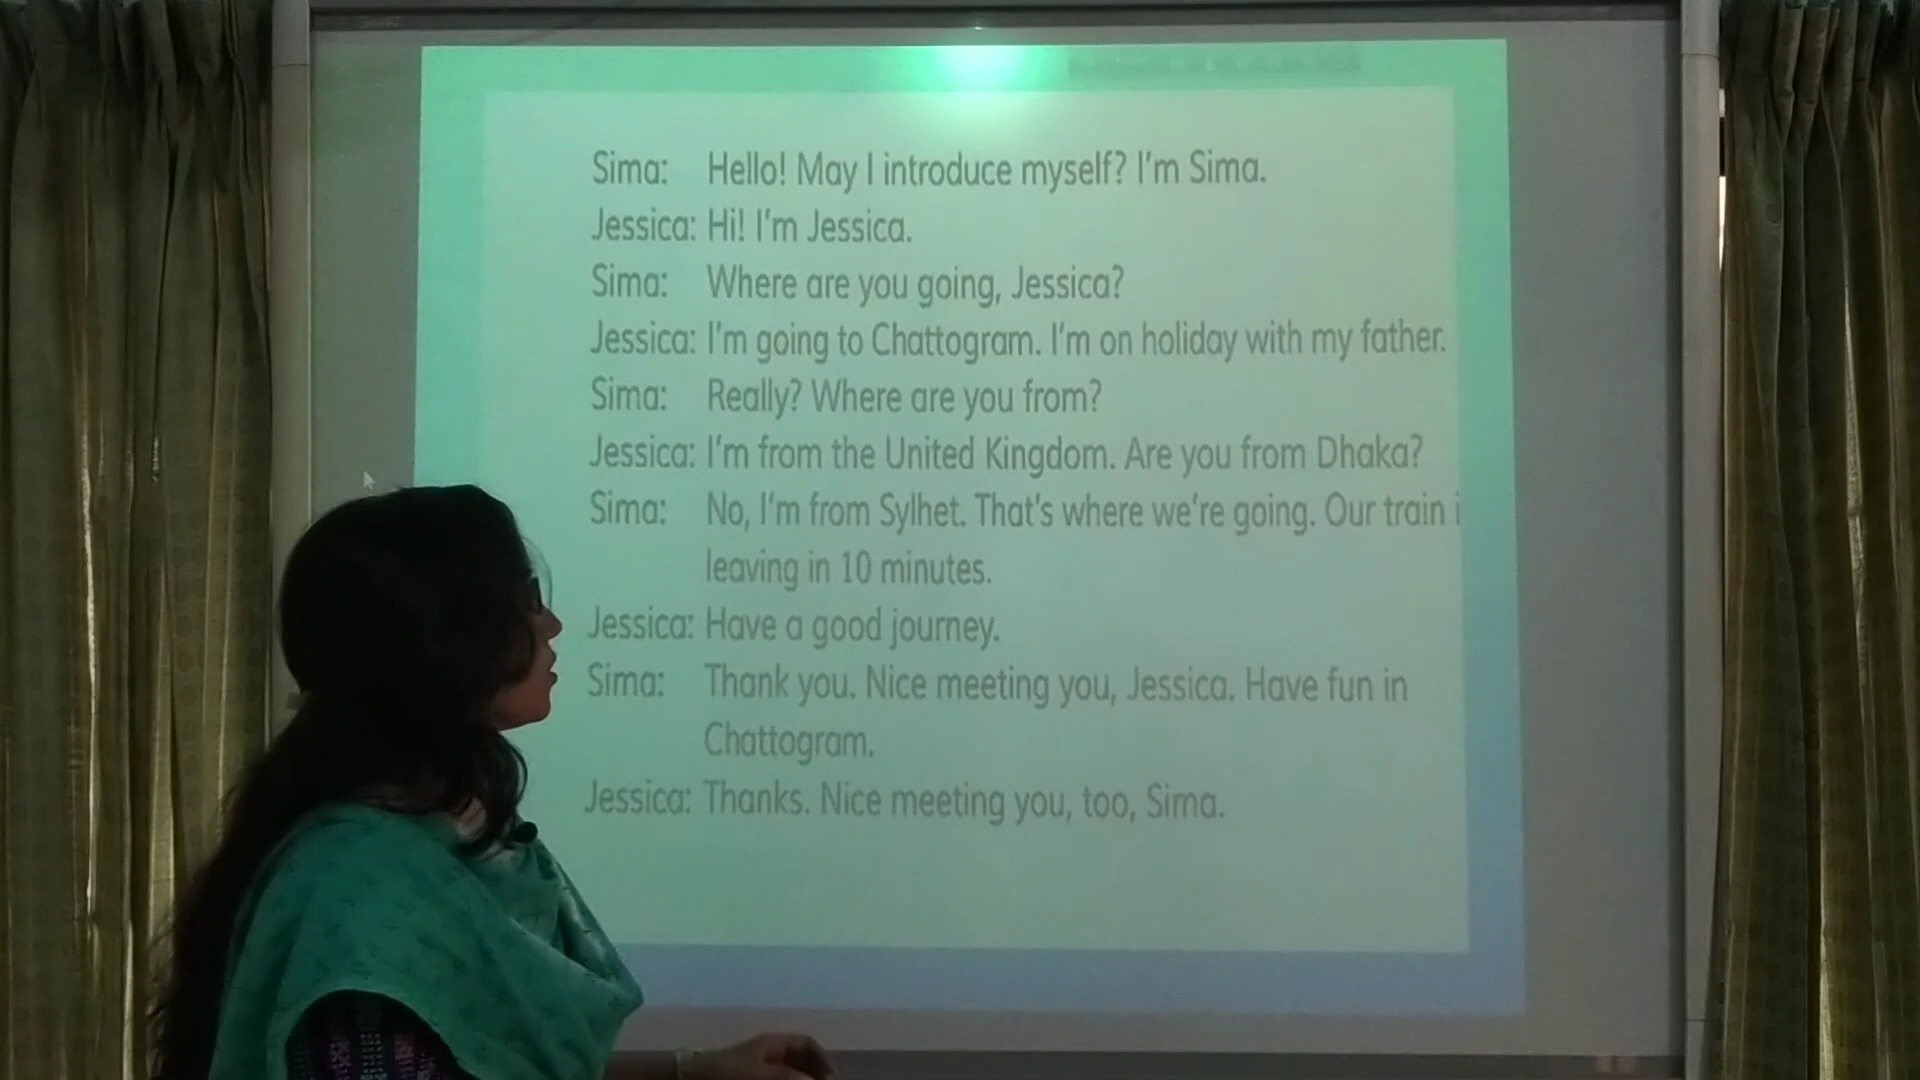 Sima: Hello! May I introduce myself? I'm Sima.
Jessica: Hi! I'm Jessica.
Sima: Where are you going, Jessica?
Jessica: I'm going to Chattogram. I'm on holiday with my father.
Sima: Really? Where are you from?
Jessica: I'm from the United Kingdom. Are you from Dhaka?
Sima: No, I'm from Sylhet. That's where we're going. Our train i
leaving in 10 minutes.
Jessica: Have a good journey.
Sima: Thank you. Nice meeting you, Jessica. Have fun in
Chattogram.
Jessica: Thanks. Nice meeting you, too, Sima.